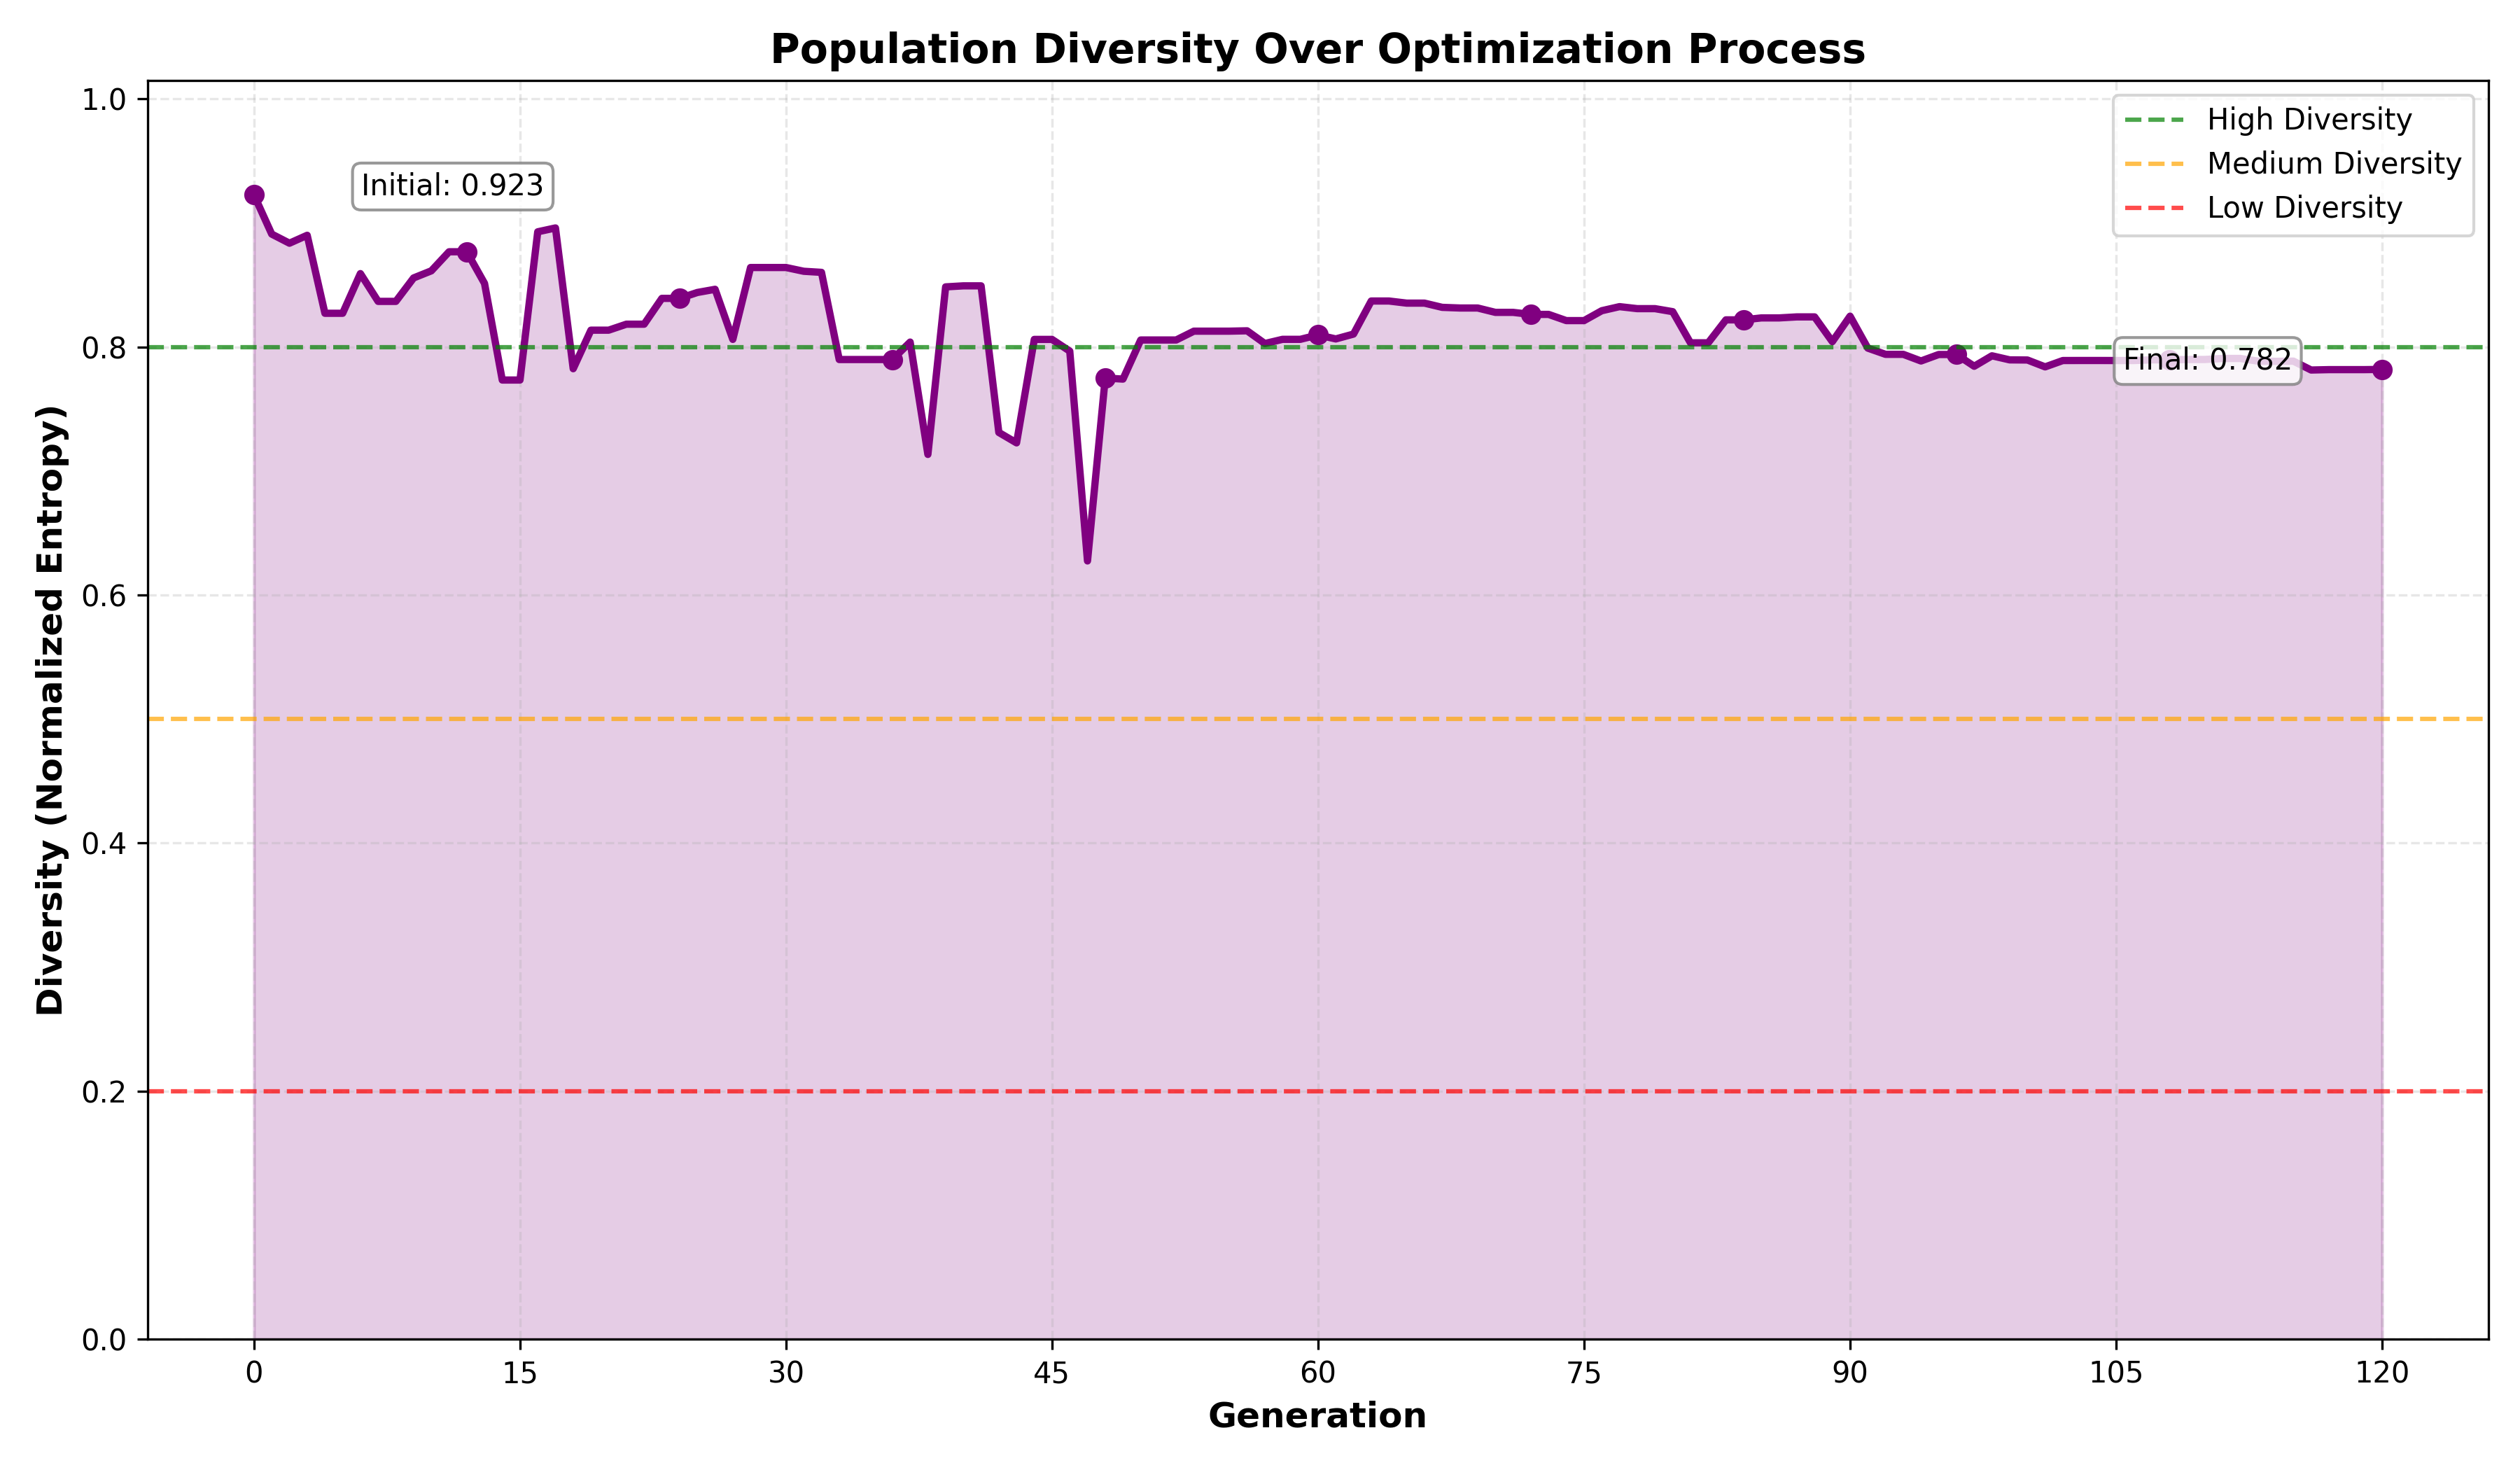 Population Diversity Over Optimization Process
High Diversity
Medium Diversity
Low Diversity
Initial: 0.923
Final: 0.782
Diversity (Normalized Entropy)
1.0
0.8
0.6
0.4
0.2
0.0
0 15 30 45 60 75 90 105 120
Generation